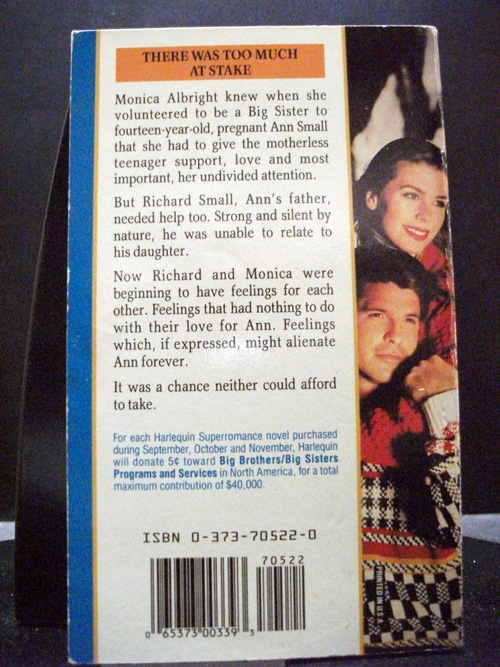 THERE WAS TOO MUCH
AT STAKE
Monica Albright knew when she
volunteered to be a Big Sister to
fourteen-year-old, pregnant Ann Small
that she had to give the motherless
teenager support, love and most
important, her undivided attention.
But Richard Small, Ann's father,
needed help too. Strong and silent by
nature, he was unable to relate to
his daughter.
Now Richard and Monica were
beginning to have feelings for each
other. Feelings that had nothing to do
with their love for Ann. Feelings
which, if expressed, might alienate
Ann forever.
It was a chance neither could afford
to take.
For each Harlequin Superromance novel purchased
during September, October and November, Harlequin
will donate 5¢ toward Big Brothers/Big Sisters
Programs and Services in North America, for a total
maximum contribution of $40,000.
ISBN 0-373-70522-0
70522
0 65373 00339 3
PRINTED IN U.S.A.